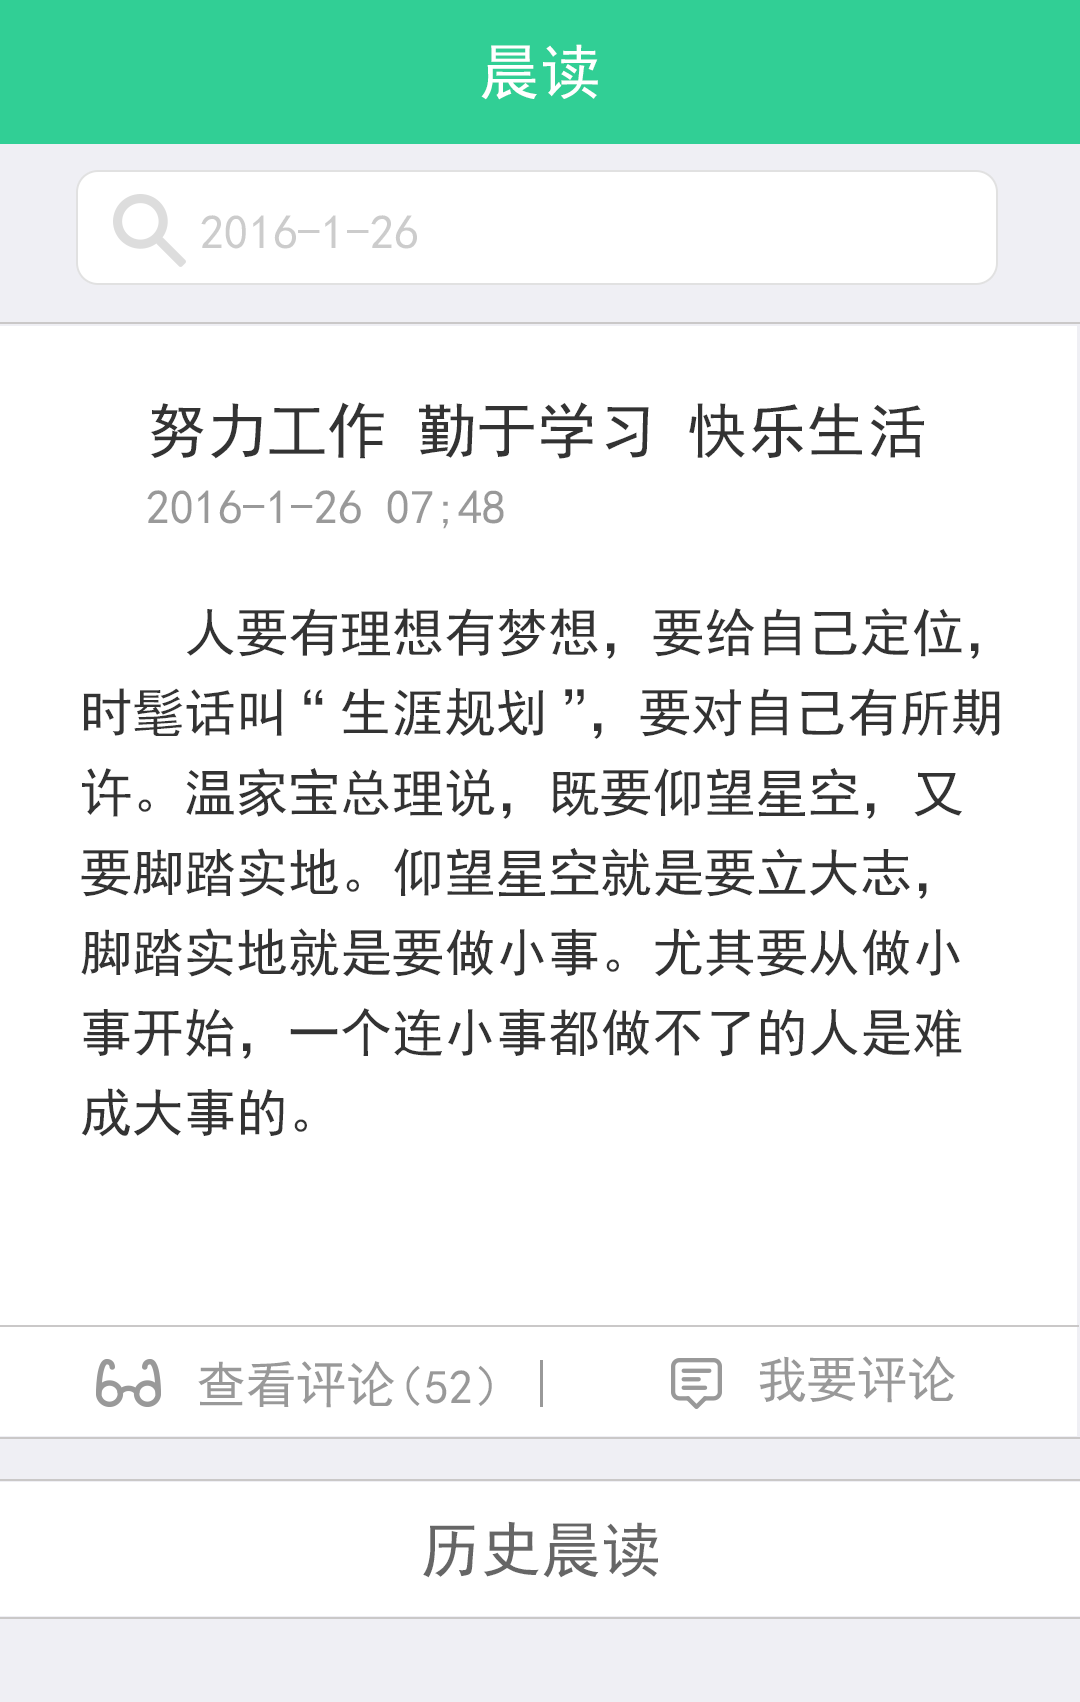 晨读
2016-1-26
努力工作 勤于学习 快乐生活
2016-1-26 07;48
人要有理想有梦想，要给自己定位，
时髦话叫“生涯规划”，要对自己有所期
许。温家宝总理说，既要仰望星空，又
要脚踏实地。仰望星空就是要立大志，
脚踏实地就是要做小事。尤其要从做小
事开始，一个连小事都做不了的人是难
成大事的。
查看评论(52) | 我要评论
历史晨读